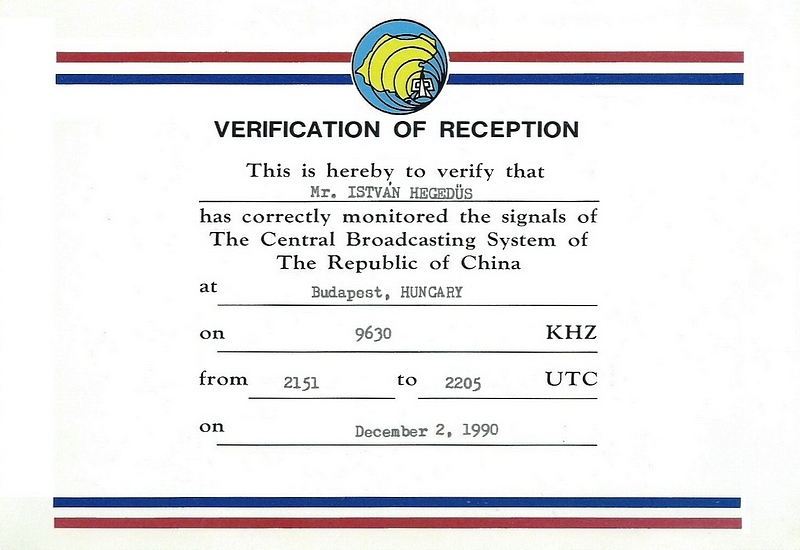 VERIFICATION OF RECEPTION
This is hereby to verify that
Mr. ISTVÁN HEGEDÜS
has correctly monitored the signals of
The Central Broadcasting System of
The Republic of China
at Budapest, HUNGARY
on 9630 KHZ
from 2151 to 2205 UTC
on December 2, 1990